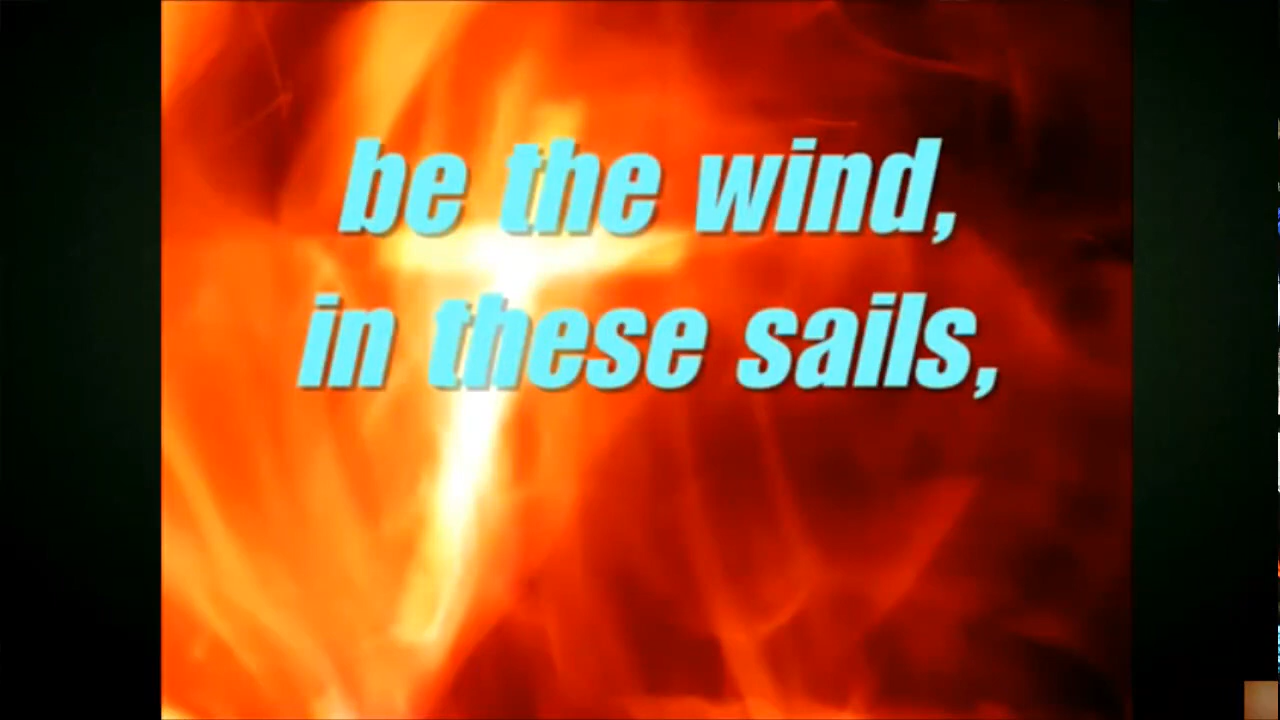 be the wind,
in these sails,